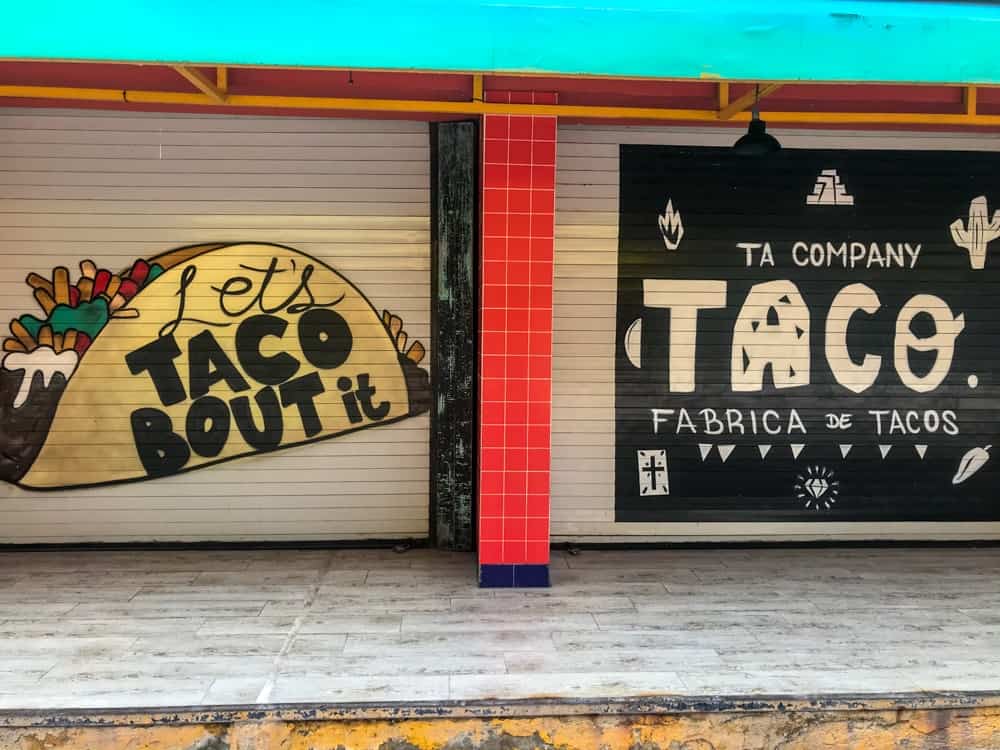 Let's
TACO
BOUT it
TA COMPANY
TACO.
FABRICA DE TACOS